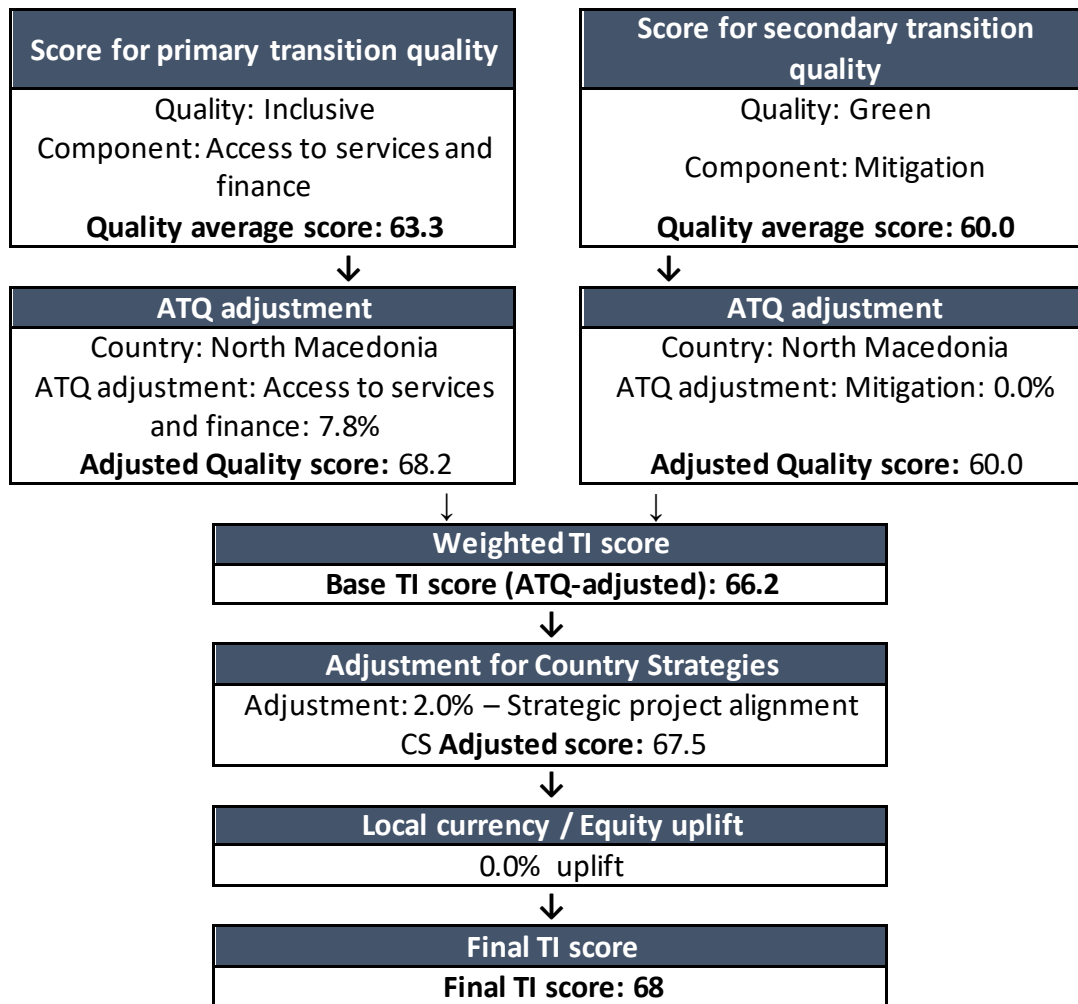 Score for primary transition quality
Quality: Inclusive
Component: Access to services and
finance
Quality average score: 63.3
Score for secondary transition
quality
Quality: Green
Component: Mitigation
Quality average score: 60.0
ATQ adjustment
Country: North Macedonia
ATQ adjustment: Access to services
and finance: 7.8%
Adjusted Quality score: 68.2
ATQ adjustment
Country: North Macedonia
ATQ adjustment: Mitigation: 0.0%
Adjusted Quality score: 60.0
Weighted TI score
Base TI score (ATQ-adjusted): 66.2
Adjustment for Country Strategies
Adjustment: 2.0% – Strategic project alignment
CS Adjusted score: 67.5
Local currency / Equity uplift
0.0% uplift
Final TI score
Final TI score: 68